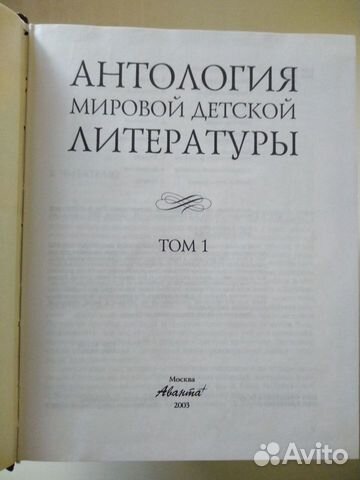 АНТОЛОГИЯ
МИРОВОЙ ДЕТСКОЙ
ЛИТЕРАТУРЫ
ТОМ 1
Москва
Аванта+
2003
Avito